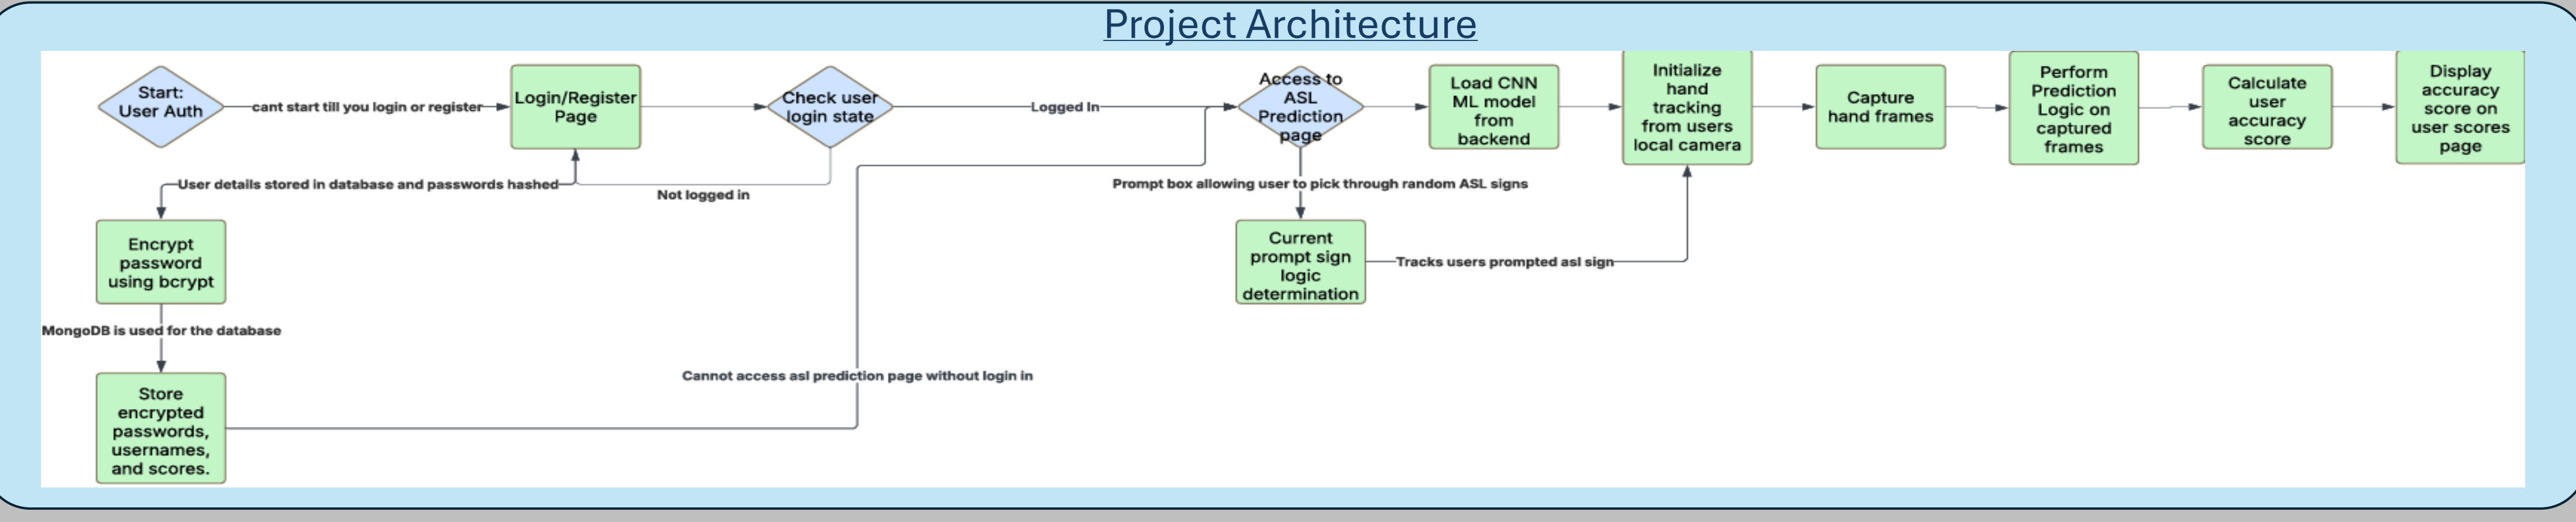 Project Architecture
Start:
User Auth
cant start till you login or register
Login/Register
Page
Check user
login state
Logged In
Access to
ASL
Prediction
page
Load CNN
ML model
from
backend
Initialize
hand
tracking
from users
local camera
Capture
hand frames
Perform
Prediction
Logic on
captured
frames
Calculate
user
accuracy
score
Display
accuracy
score on
user scores
page
User details stored in database and passwords hashed
Not logged in
Prompt box allowing user to pick through random ASL signs
Encrypt
password
using bcrypt
Current
prompt sign
logic
determination
Tracks users prompted asl sign
MongoDB is used for the database
Cannot access asl prediction page without login in
Store
encrypted
passwords,
usernames,
and scores.